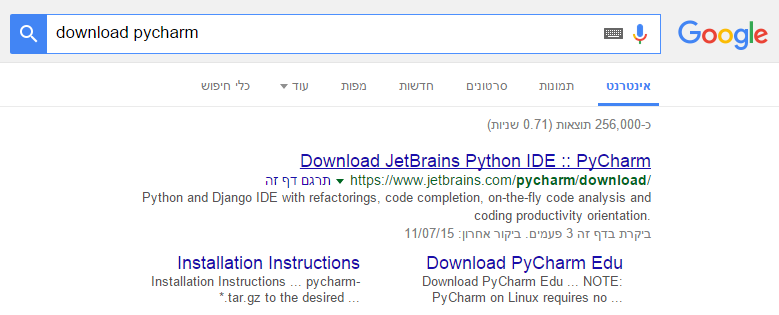 download pycharm
Google
אינטרנט תמונות סרטונים חדשות מפות עוד כלי חיפוש
כ-256,000 תוצאות (0.71 שניות)
Download JetBrains Python IDE :: PyCharm
https://www.jetbrains.com/pycharm/download/ תרגם דף זה
Python and Django IDE with refactorings, code completion, on-the-fly code analysis and
coding productivity orientation.
ביקרת בדף זה 3 פעמים. ביקור אחרון: 11/07/15
Download PyCharm Edu
Download PyCharm Edu ... NOTE:
PyCharm on Linux requires no ...
Installation Instructions
Installation Instructions ... pycharm-
*.tar.gz to the desired ...